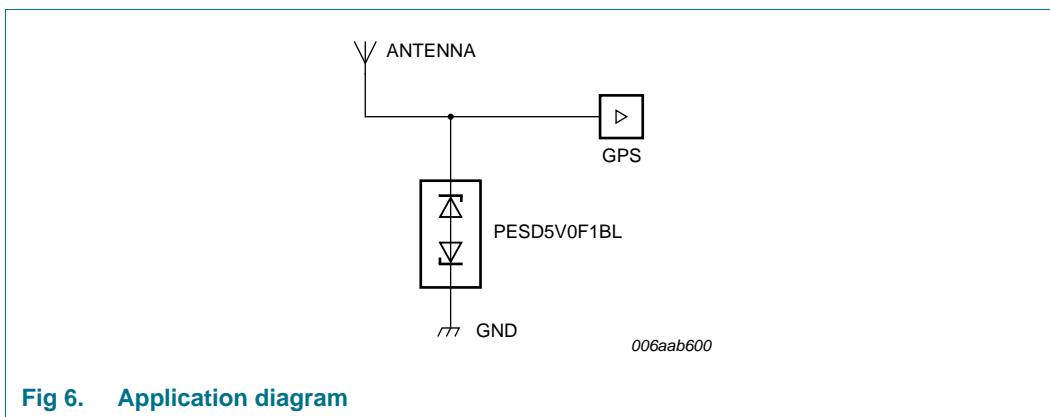 ANTENNA
GPS
PESD5V0F1BL
GND
006aab600
Fig 6. Application diagram